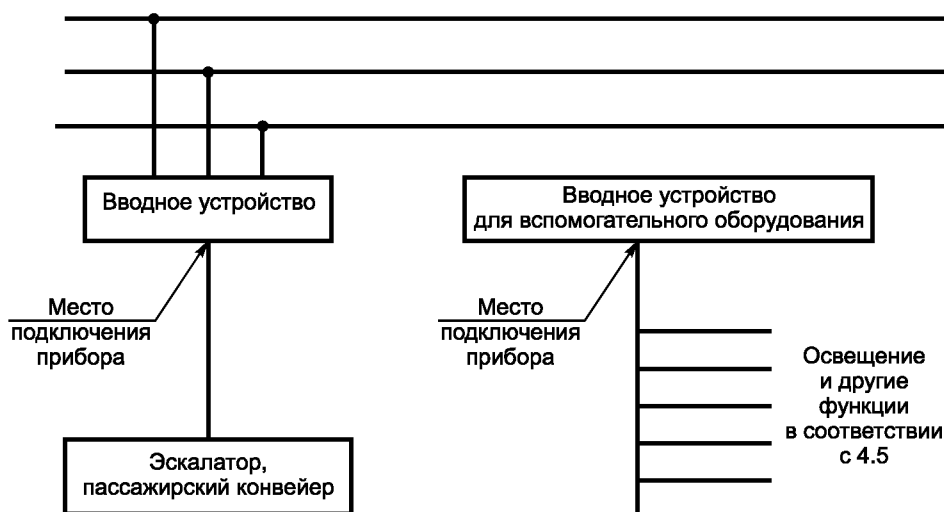 Вводное устройство
Вводное устройство
для вспомогательного оборудования
Место
подключения
прибора
Место
подключения
прибора
Освещение
и другие
функции
в соответствии
с 4.5
Эскалатор,
пассажирский конвейер